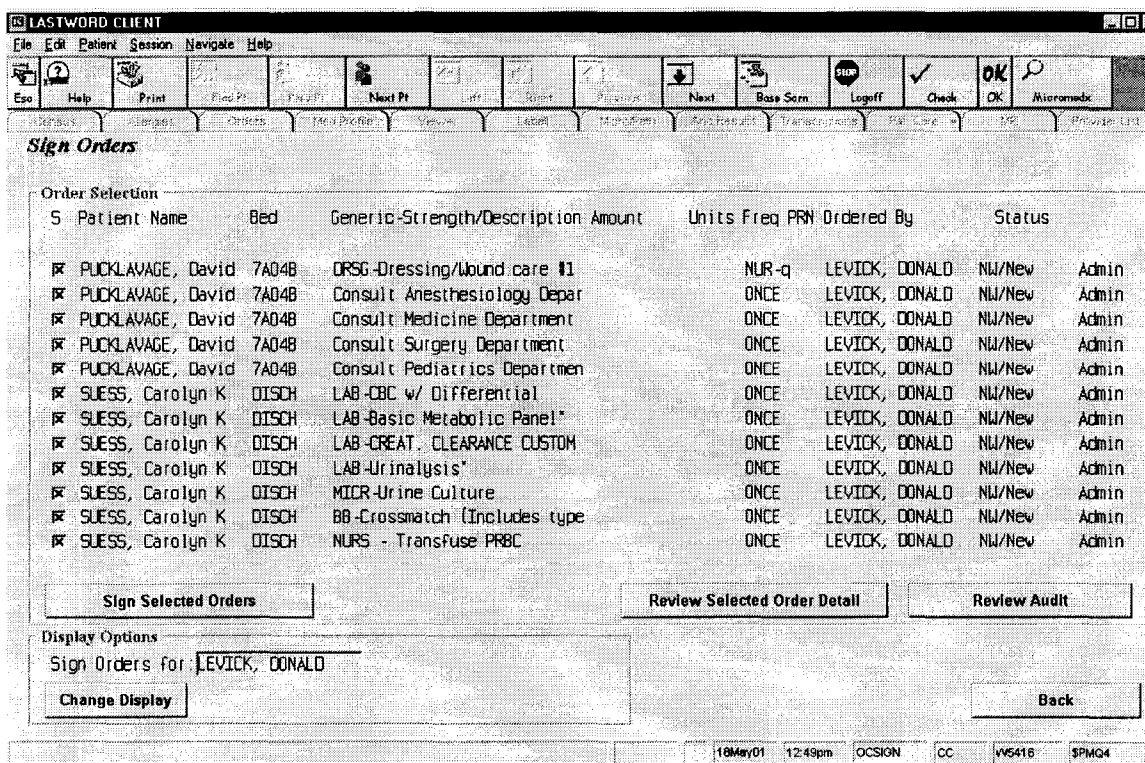 LASTWORD CLIENT
File Edit Patient Session Navigate Help
Esc Help Print Next Pt Left Next Base Scrn Logoff Check OK OK Micromedx
Census Allergies Orders Med Profile Viewer Label Transcriptions Pat Care MR Provider List
Sign Orders
Order Selection
S Patient Name Bed Generic-Strength/Description Amount Units Freq PRN Ordered By Status
PUCKLAVAGE, David 7A04B DRSG-Dressing/Wound care #1 NUR-q LEVICK, DONALD NW/New Admin
PUCKLAVAGE, David 7A04B Consult Anesthesiology Depar ONCE LEVICK, DONALD NW/New Admin
PUCKLAVAGE, David 7A04B Consult Medicine Department ONCE LEVICK, DONALD NW/New Admin
PUCKLAVAGE, David 7A04B Consult Surgery Department ONCE LEVICK, DONALD NW/New Admin
PUCKLAVAGE, David 7A04B Consult Pediatrics Departmen ONCE LEVICK, DONALD NW/New Admin
SUESS, Carolyn K DISCH LAB-CBC w/ Differential ONCE LEVICK, DONALD NW/New Admin
SUESS, Carolyn K DISCH LAB-Basic Metabolic Panel* ONCE LEVICK, DONALD NW/New Admin
SUESS, Carolyn K DISCH LAB-CREAT. CLEARANCE CUSTOM ONCE LEVICK, DONALD NW/New Admin
SUESS, Carolyn K DISCH LAB-Urinalysis* ONCE LEVICK, DONALD NW/New Admin
SUESS, Carolyn K DISCH MICR-Urine Culture ONCE LEVICK, DONALD NW/New Admin
SUESS, Carolyn K DISCH BB-Crossmatch (Includes type ONCE LEVICK, DONALD NW/New Admin
SUESS, Carolyn K DISCH NURS - Transfuse PRBC ONCE LEVICK, DONALD NW/New Admin
Sign Selected Orders Review Selected Order Detail Review Audit
Display Options
Sign Orders for: LEVICK, DONALD
Change Display Back
18May01 12:49pm OCSIGN CC W5416 $PMQ4